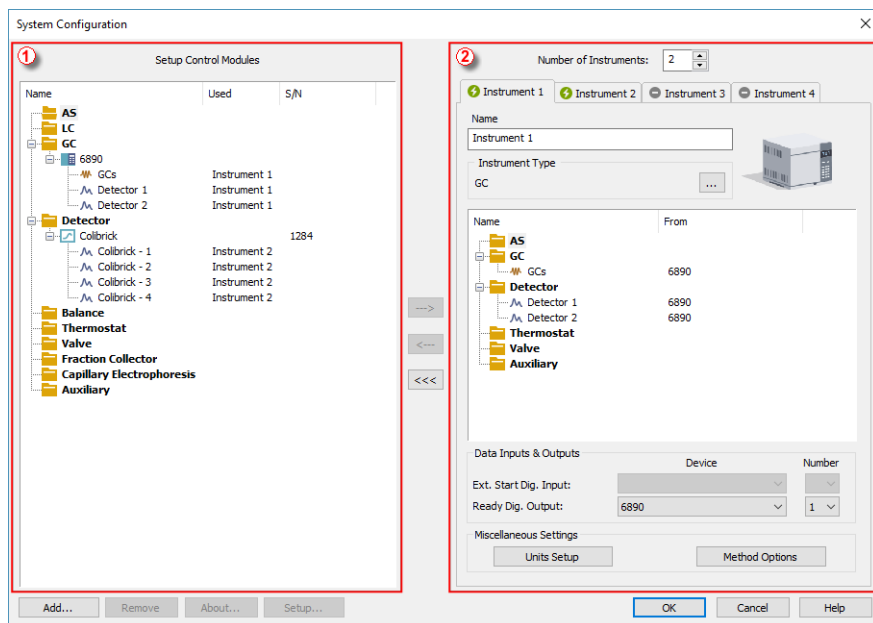 System Configuration
1
Setup Control Modules
Name Used S/N
AS
LC
GC
6890
GCs Instrument 1
Detector 1 Instrument 1
Detector 2 Instrument 1
Detector
Colibrick 1284
Colibrick - 1 Instrument 2
Colibrick - 2 Instrument 2
Colibrick - 3 Instrument 2
Colibrick - 4 Instrument 2
Balance
Thermostat
Valve
Fraction Collector
Capillary Electrophoresis
Auxiliary
--->
<---
<<<
2
Number of Instruments: 2
Instrument 1 Instrument 2 Instrument 3 Instrument 4
Name
Instrument 1
Instrument Type
GC ...
Name From
AS
GC
GCs 6890
Detector
Detector 1 6890
Detector 2 6890
Thermostat
Valve
Auxiliary
Data Inputs & Outputs
Device Number
Ext. Start Dig. Input:
Ready Dig. Output: 6890 1
Miscellaneous Settings
Units Setup Method Options
Add... Remove About... Setup... OK Cancel Help